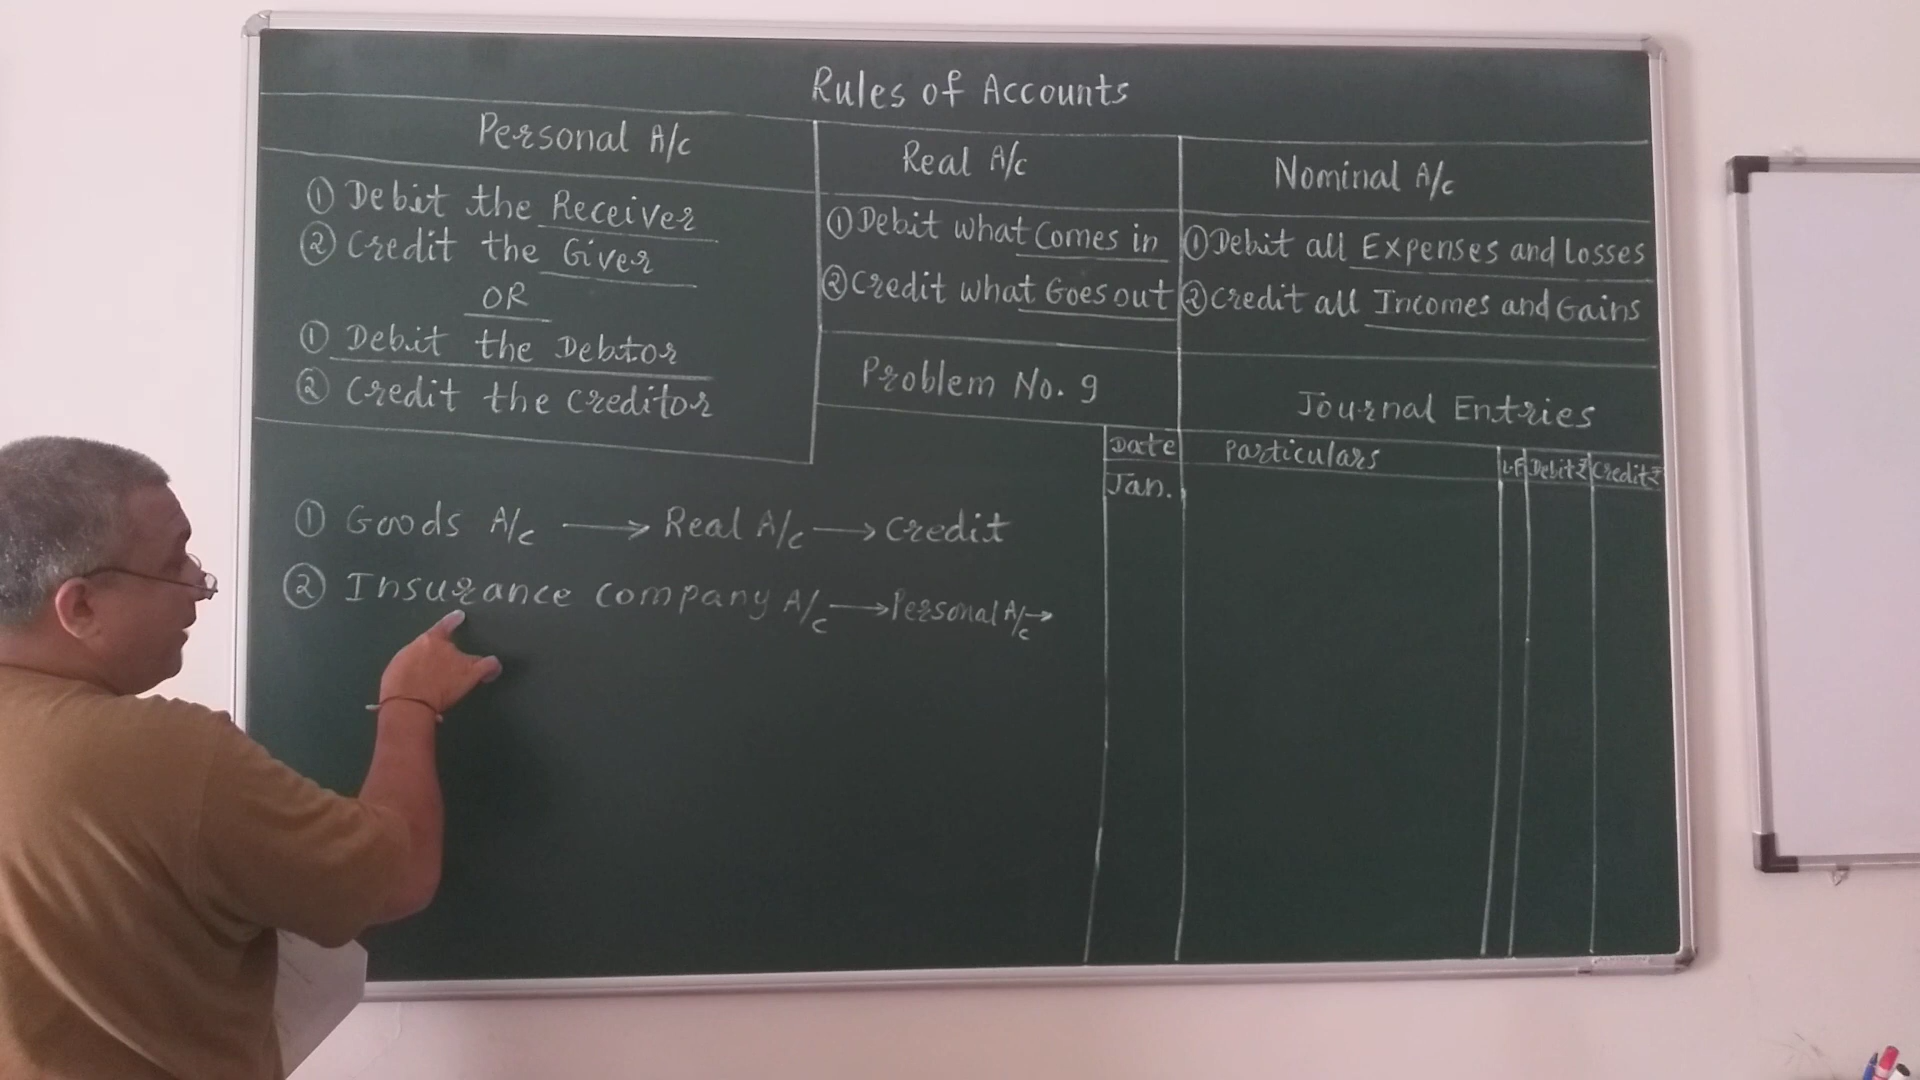 Rules of Accounts
Personal A/c
① Debit the Receiver
② Credit the Giver
OR
① Debit the Debtor
② Credit the Creditor
Real A/c
① Debit what Comes in
② Credit what Goes out
Nominal A/c
① Debit all Expenses and Losses
② Credit all Incomes and Gains
Problem No. 9
Journal Entries
Date Particulars L.F Debit ₹ Credit ₹
Jan.
① Goods A/c → Real A/c → Credit
② Insurance Company A/c → Personal A/c →